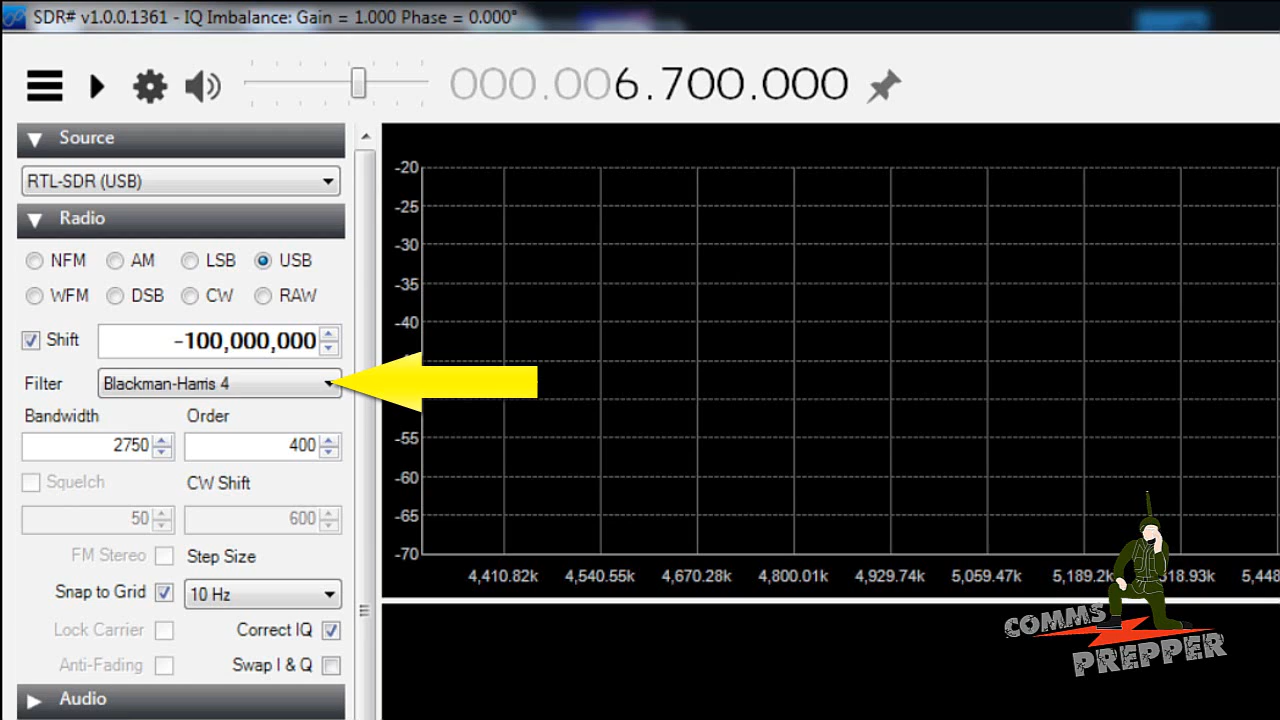 SDR# v1.0.0.1361 - IQ Imbalance: Gain = 1.000 Phase = 0.000°
000.006.700.000
Source
RTL-SDR (USB)
Radio
NFM AM LSB USB
WFM DSB CW RAW
Shift -100,000,000
Filter Blackman-Harris 4
Bandwidth Order
2750 400
Squelch CW Shift
50 600
FM Stereo Step Size
Snap to Grid 10 Hz
Lock Carrier Correct IQ
Anti-Fading Swap I & Q
Audio
-20
-25
-30
-35
-40
-55
-60
-65
-70
4,410.82k 4,540.55k 4,670.28k 4,800.01k 4,929.74k 5,059.47k 5,189.2k 318.93k 5,448
COMMS
PREPPER